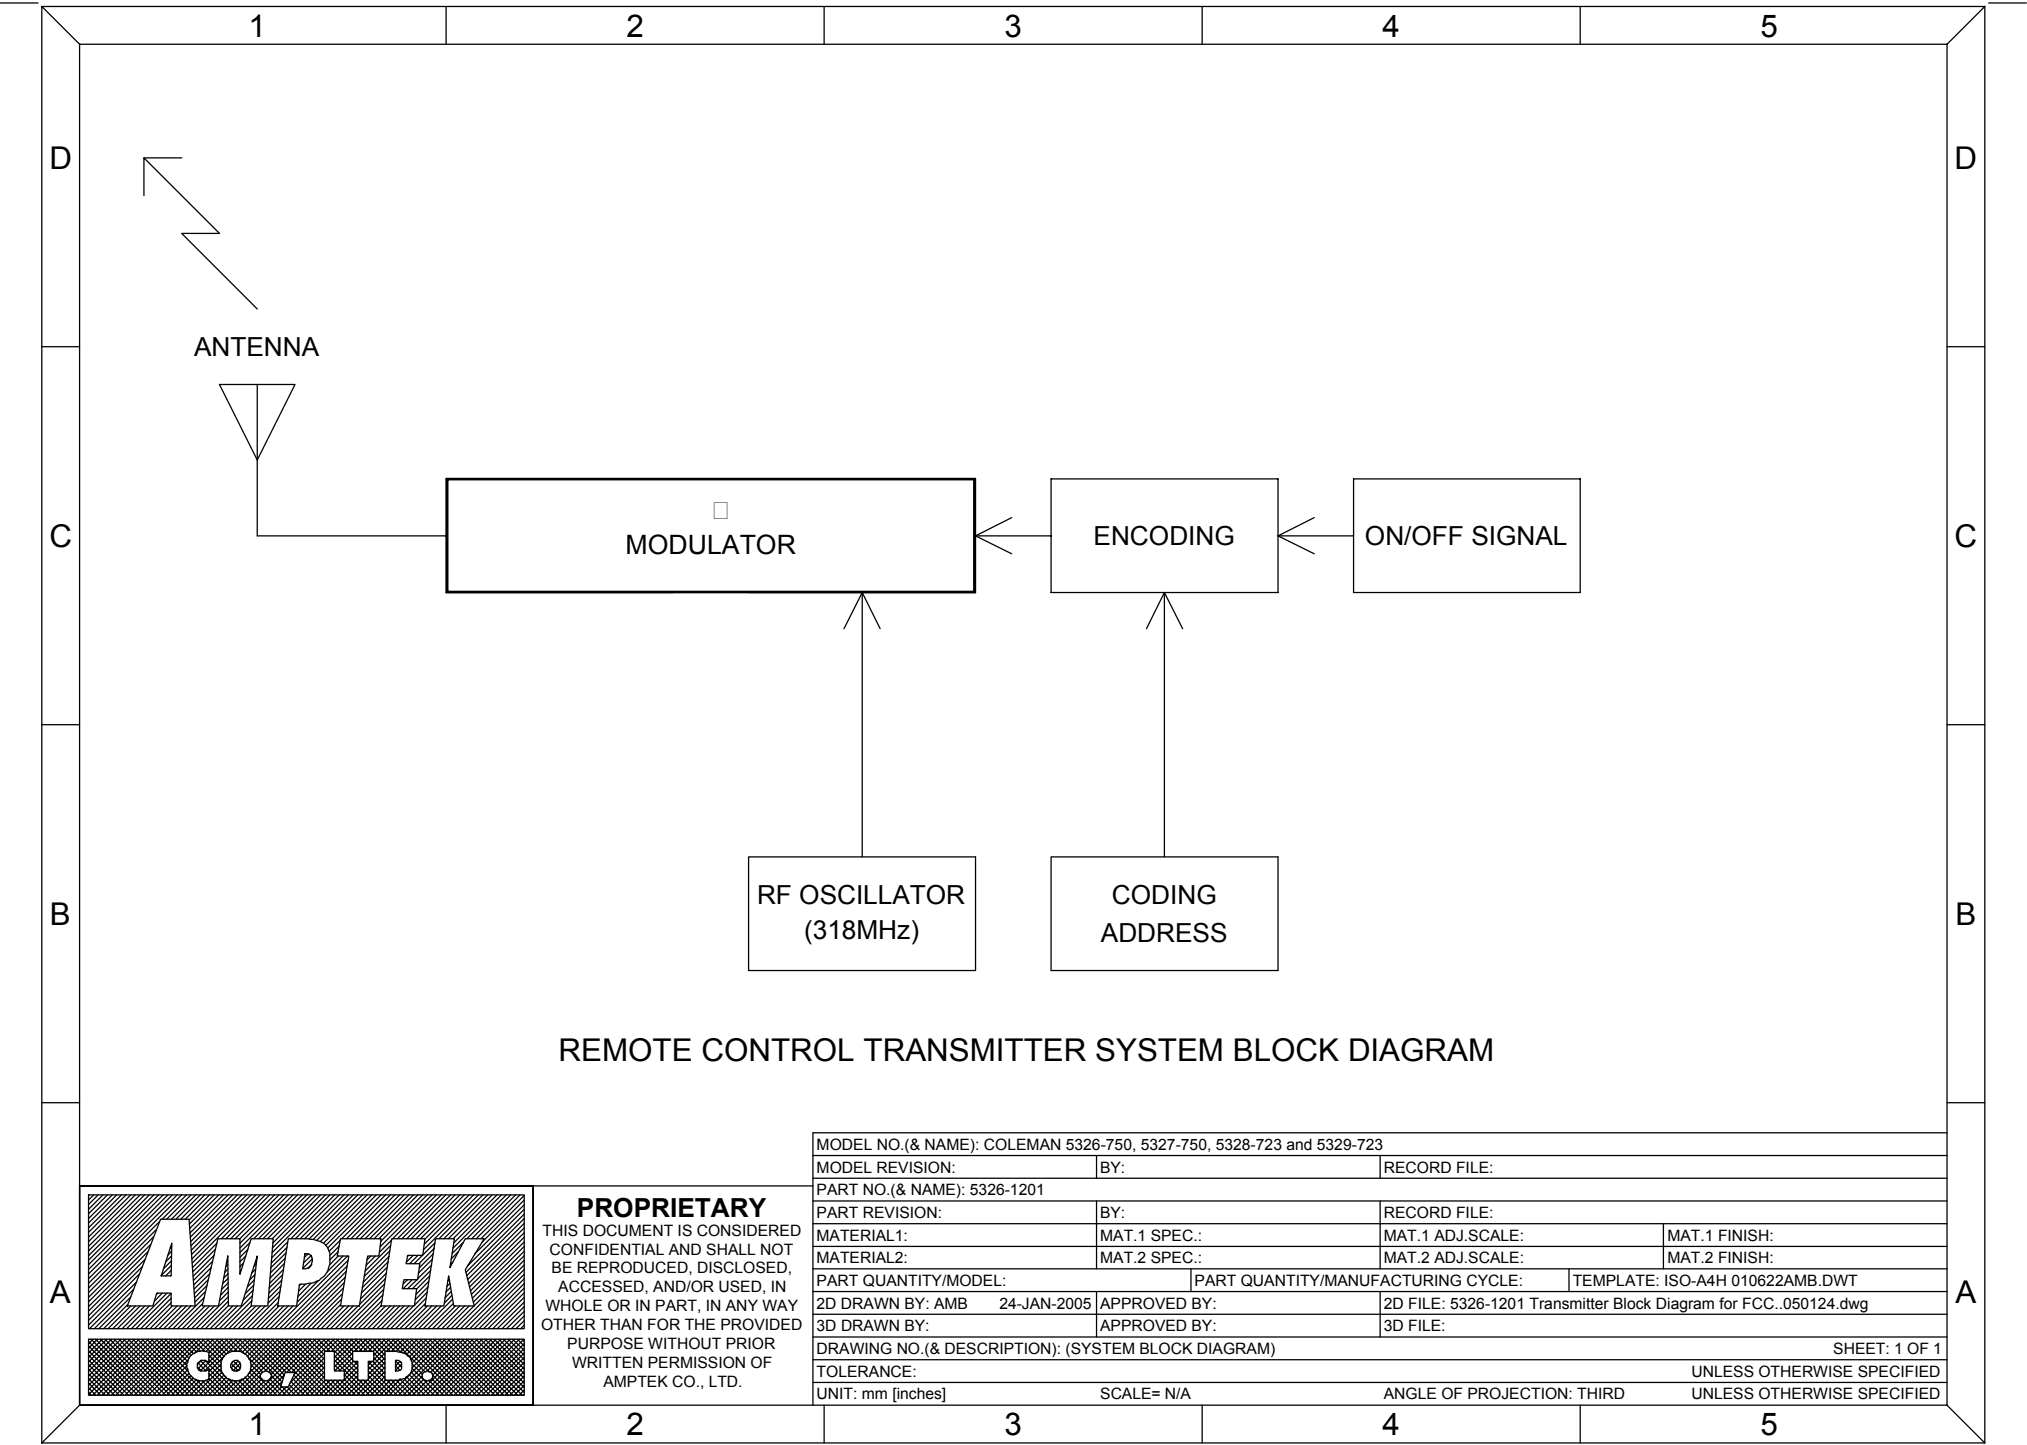 1 2 3 4 5
D D
ANTENNA
C C
MODULATOR
ENCODING
ON/OFF SIGNAL
B B
RF OSCILLATOR
(318MHz)
CODING
ADDRESS
REMOTE CONTROL TRANSMITTER SYSTEM BLOCK DIAGRAM
A A
AMPTEK
CO., LTD.
PROPRIETARY
THIS DOCUMENT IS CONSIDERED
CONFIDENTIAL AND SHALL NOT
BE REPRODUCED, DISCLOSED,
ACCESSED, AND/OR USED, IN
WHOLE OR IN PART, IN ANY WAY
OTHER THAN FOR THE PROVIDED
PURPOSE WITHOUT PRIOR
WRITTEN PERMISSION OF
AMPTEK CO., LTD.
MODEL NO.(& NAME): COLEMAN 5326-750, 5327-750, 5328-723 and 5329-723
MODEL REVISION: BY: RECORD FILE:
PART NO.(& NAME): 5326-1201
PART REVISION: BY: RECORD FILE:
MATERIAL1: MAT.1 SPEC.: MAT.1 ADJ.SCALE: MAT.1 FINISH:
MATERIAL2: MAT.2 SPEC.: MAT.2 ADJ.SCALE: MAT.2 FINISH:
PART QUANTITY/MODEL: PART QUANTITY/MANUFACTURING CYCLE: TEMPLATE: ISO-A4H 010622AMB.DWT
2D DRAWN BY: AMB 24-JAN-2005 APPROVED BY: 2D FILE: 5326-1201 Transmitter Block Diagram for FCC..050124.dwg
3D DRAWN BY: APPROVED BY: 3D FILE:
DRAWING NO.(& DESCRIPTION): (SYSTEM BLOCK DIAGRAM) SHEET: 1 OF 1
TOLERANCE: UNLESS OTHERWISE SPECIFIED
UNIT: mm [inches] SCALE= N/A ANGLE OF PROJECTION: THIRD UNLESS OTHERWISE SPECIFIED
1 2 3 4 5